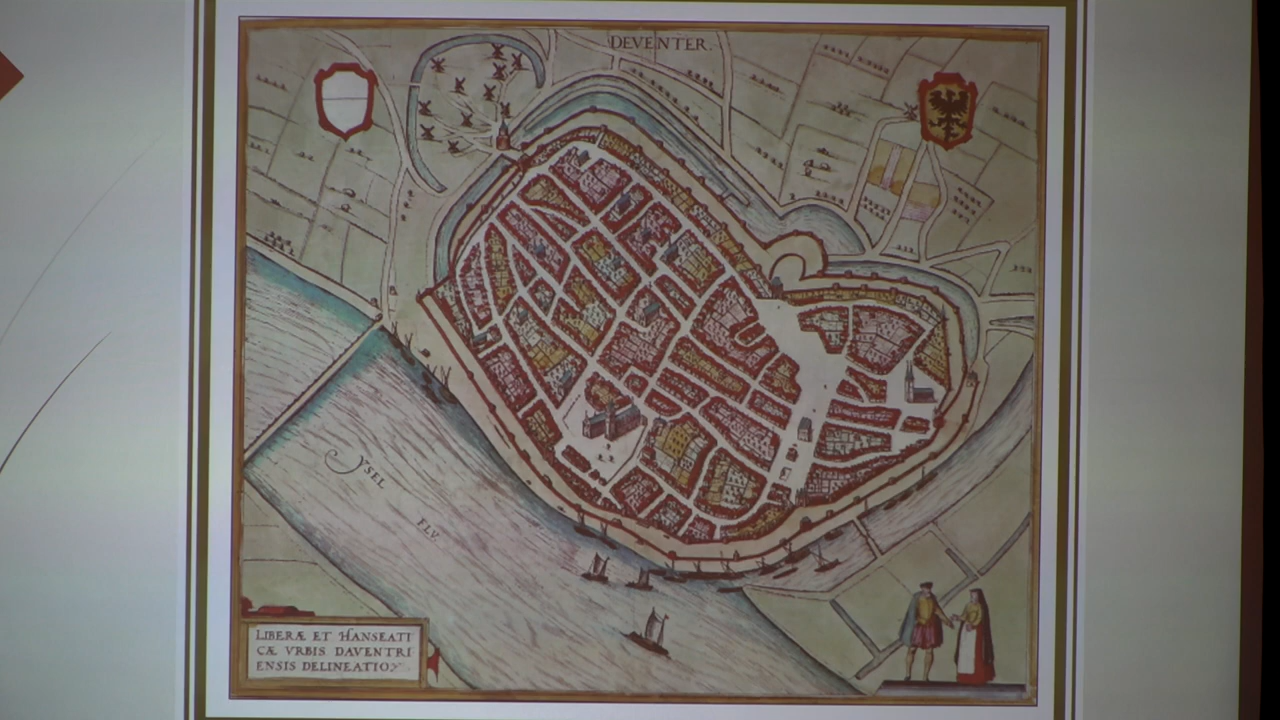 DEVENTER.
YSEL
FLV.
LIBERÆ ET HANSEATI
CÆ VRBIS DAVENTRI
ENSIS DELINEATIO